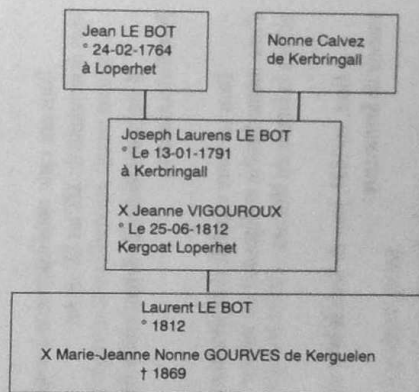 Jean LE BOT
° 24-02-1764
à Loperhet
Nonne Calvez
de Kerbringall
Joseph Laurens LE BOT
° Le 13-01-1791
à Kerbringall
X Jeanne VIGOUROUX
° Le 25-06-1812
Kergoat Loperhet
Laurent LE BOT
° 1812
X Marie-Jeanne Nonne GOURVES de Kerguelen
† 1869